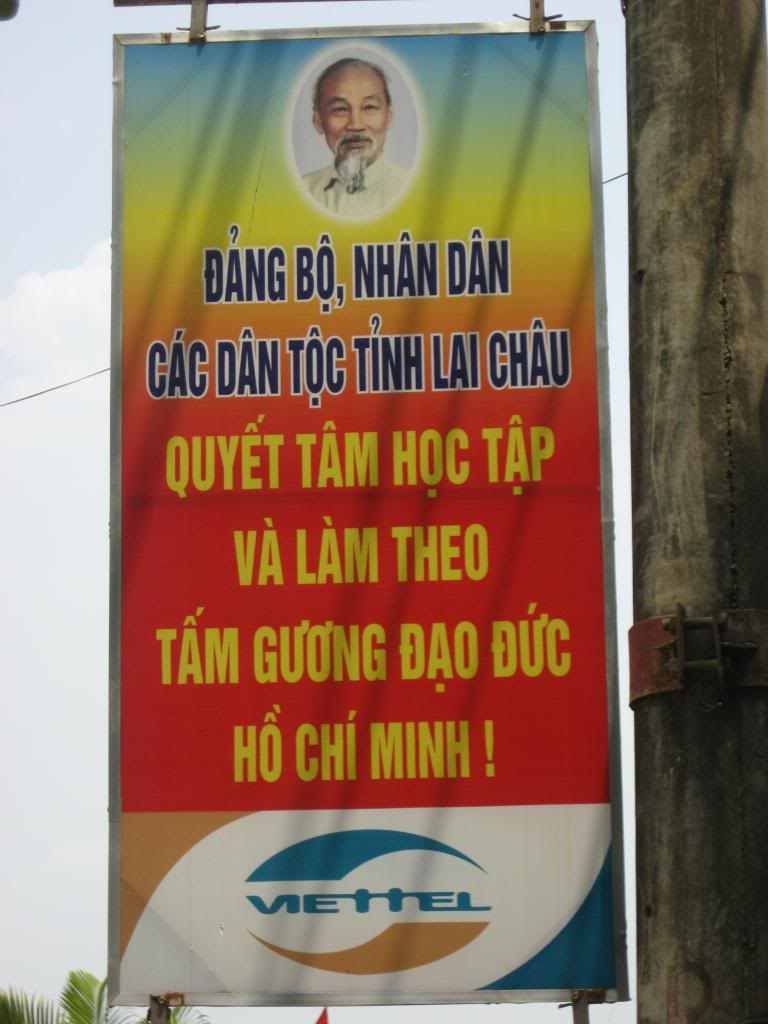 ĐẢNG BỘ, NHÂN DÂN
CÁC DÂN TỘC TỈNH LAI CHÂU
QUYẾT TÂM HỌC TẬP
VÀ LÀM THEO
TẤM GƯƠNG ĐẠO ĐỨC
HỒ CHÍ MINH !
VIETTEL